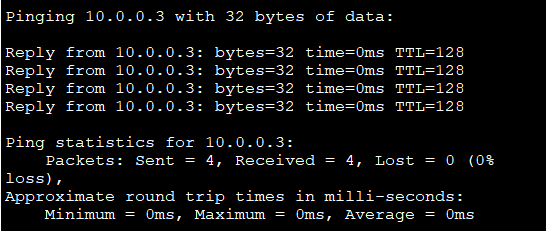 Pinging 10.0.0.3 with 32 bytes of data:
Reply from 10.0.0.3: bytes=32 time=0ms TTL=128
Reply from 10.0.0.3: bytes=32 time=0ms TTL=128
Reply from 10.0.0.3: bytes=32 time=0ms TTL=128
Reply from 10.0.0.3: bytes=32 time=0ms TTL=128
Ping statistics for 10.0.0.3:
Packets: Sent = 4, Received = 4, Lost = 0 (0%
loss),
Approximate round trip times in milli-seconds:
Minimum = 0ms, Maximum = 0ms, Average = 0ms